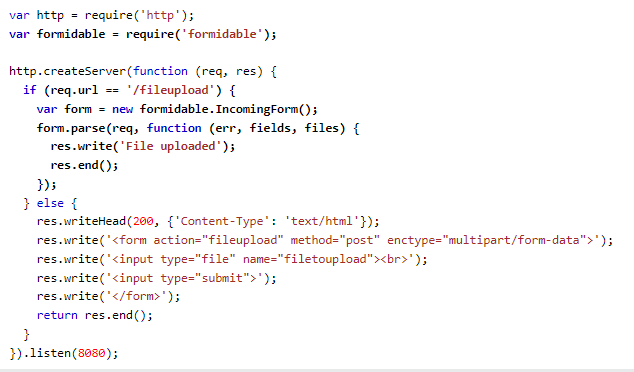 var http = require('http');
var formidable = require('formidable');

http.createServer(function (req, res) {
  if (req.url == '/fileupload') {
    var form = new formidable.IncomingForm();
    form.parse(req, function (err, fields, files) {
      res.write('File uploaded');
      res.end();
    });
  } else {
    res.writeHead(200, {'Content-Type': 'text/html'});
    res.write('<form action="fileupload" method="post" enctype="multipart/form-data">');
    res.write('<input type="file" name="filetoupload"><br>');
    res.write('<input type="submit">');
    res.write('</form>');
    return res.end();
  }
}).listen(8080);